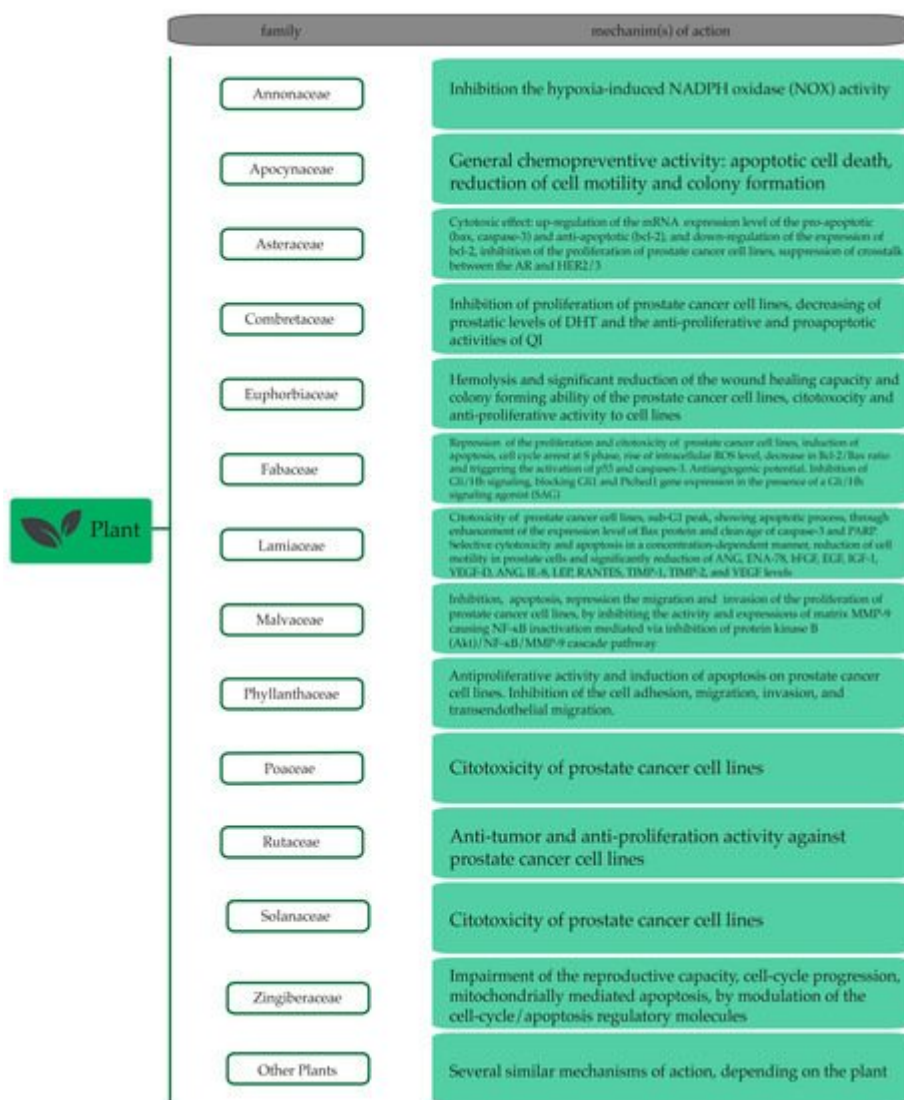 family
mechanim(s) of action
Plant
Annonaceae
Inhibition the hypoxia-induced NADPH oxidase (NOX) activity
Apocynaceae
General chemopreventive activity: apoptotic cell death,
reduction of cell motility and colony formation
Asteraceae
Cytotoxic effect: up-regulation of the mRNA expression level of the pro-apoptotic
(bax, caspase-3) and anti-apoptotic (bcl-2), and down-regulation of the expression of
bcl-2, inhibition of the proliferation of prostate cancer cell lines, suppression of crosstalk
between the AR and HER2/3
Combretaceae
Inhibition of proliferation of prostate cancer cell lines, decreasing of
prostatic levels of DHT and the anti-proliferative and proapoptotic
activities of QI
Euphorbiaceae
Hemolysis and significant reduction of the wound healing capacity and
colony forming ability of the prostate cancer cell lines, citotoxocity and
anti-proliferative activity to cell lines
Fabaceae
Repression of the proliferation and citotoxicity of prostate cancer cell lines, induction of
apoptosis, cell cycle arrest at S phase, rise of intracellular ROS level, decrease in Bcl-2/Bax ratio
and triggering the activation of p53 and caspases-3. Antiangiogenic potential. Inhibition of
Gli/Hh signaling, blocking Gli1 and Ptched1 gene expression in the presence of a Gli/Hh
signaling agonist (SAG)
Lamiaceae
Citotoxicity of prostate cancer cell lines, sub-G1 peak, showing apoptotic process, through
enhancement of the expression level of Bax protein and cleavage of caspase-3 and PARP.
Selective cytotoxicity and apoptosis in a concentration-dependent manner, reduction of cell
motility in prostate cells and significantly reduction of ANG, ENA-78, bFGF, EGF, IGF-1,
VEGF-D, ANG, IL-8, LEP, RANTES, TIMP-1, TIMP-2, and VEGF levels
Malvaceae
Inhibition, apoptosis, repression the migration and invasion of the proliferation of
prostate cancer cell lines, by inhibiting the activity and expressions of matrix MMP-9
causing NF-κB inactivation mediated via inhibition of protein kinase B
(Akt)/NF-κB/MMP-9 cascade pathway
Phyllanthaceae
Antiproliferative activity and induction of apoptosis on prostate cancer
cell lines. Inhibition of the cell adhesion, migration, invasion, and
transendothelial migration.
Poaceae
Citotoxicity of prostate cancer cell lines
Rutaceae
Anti-tumor and anti-proliferation activity against
prostate cancer cell lines
Solanaceae
Citotoxicity of prostate cancer cell lines
Zingiberaceae
Impairment of the reproductive capacity, cell-cycle progression,
mitochondrially mediated apoptosis, by modulation of the
cell-cycle/apoptosis regulatory molecules
Other Plants
Several similar mechanisms of action, depending on the plant